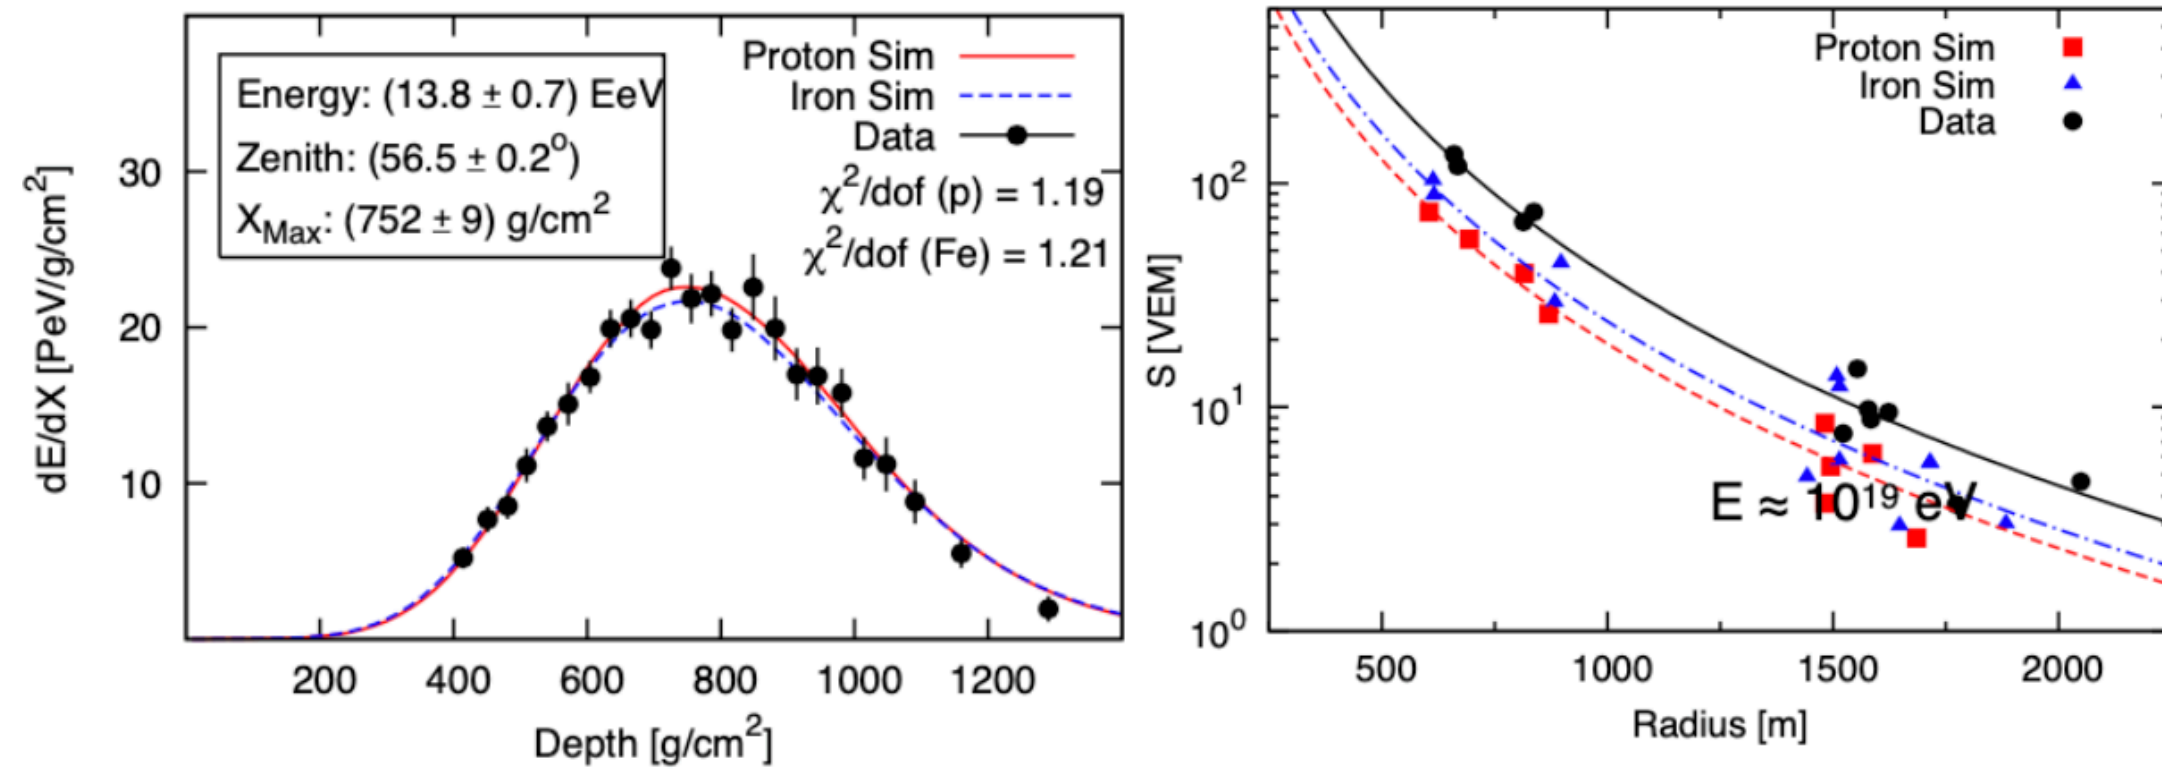 Energy: (13.8 ± 0.7) EeV
Zenith: (56.5 ± 0.2°)
X_Max: (752 ± 9) g/cm²
Proton Sim
Iron Sim
Data
χ²/dof (p) = 1.19
χ²/dof (Fe) = 1.21
dE/dX [PeV/g/cm²]
30
20
10
200 400 600 800 1000 1200
Depth [g/cm²]
Proton Sim
Iron Sim
Data
S [VEM]
10²
10¹
10⁰
E ≈ 10¹⁹ eV
500 1000 1500 2000
Radius [m]